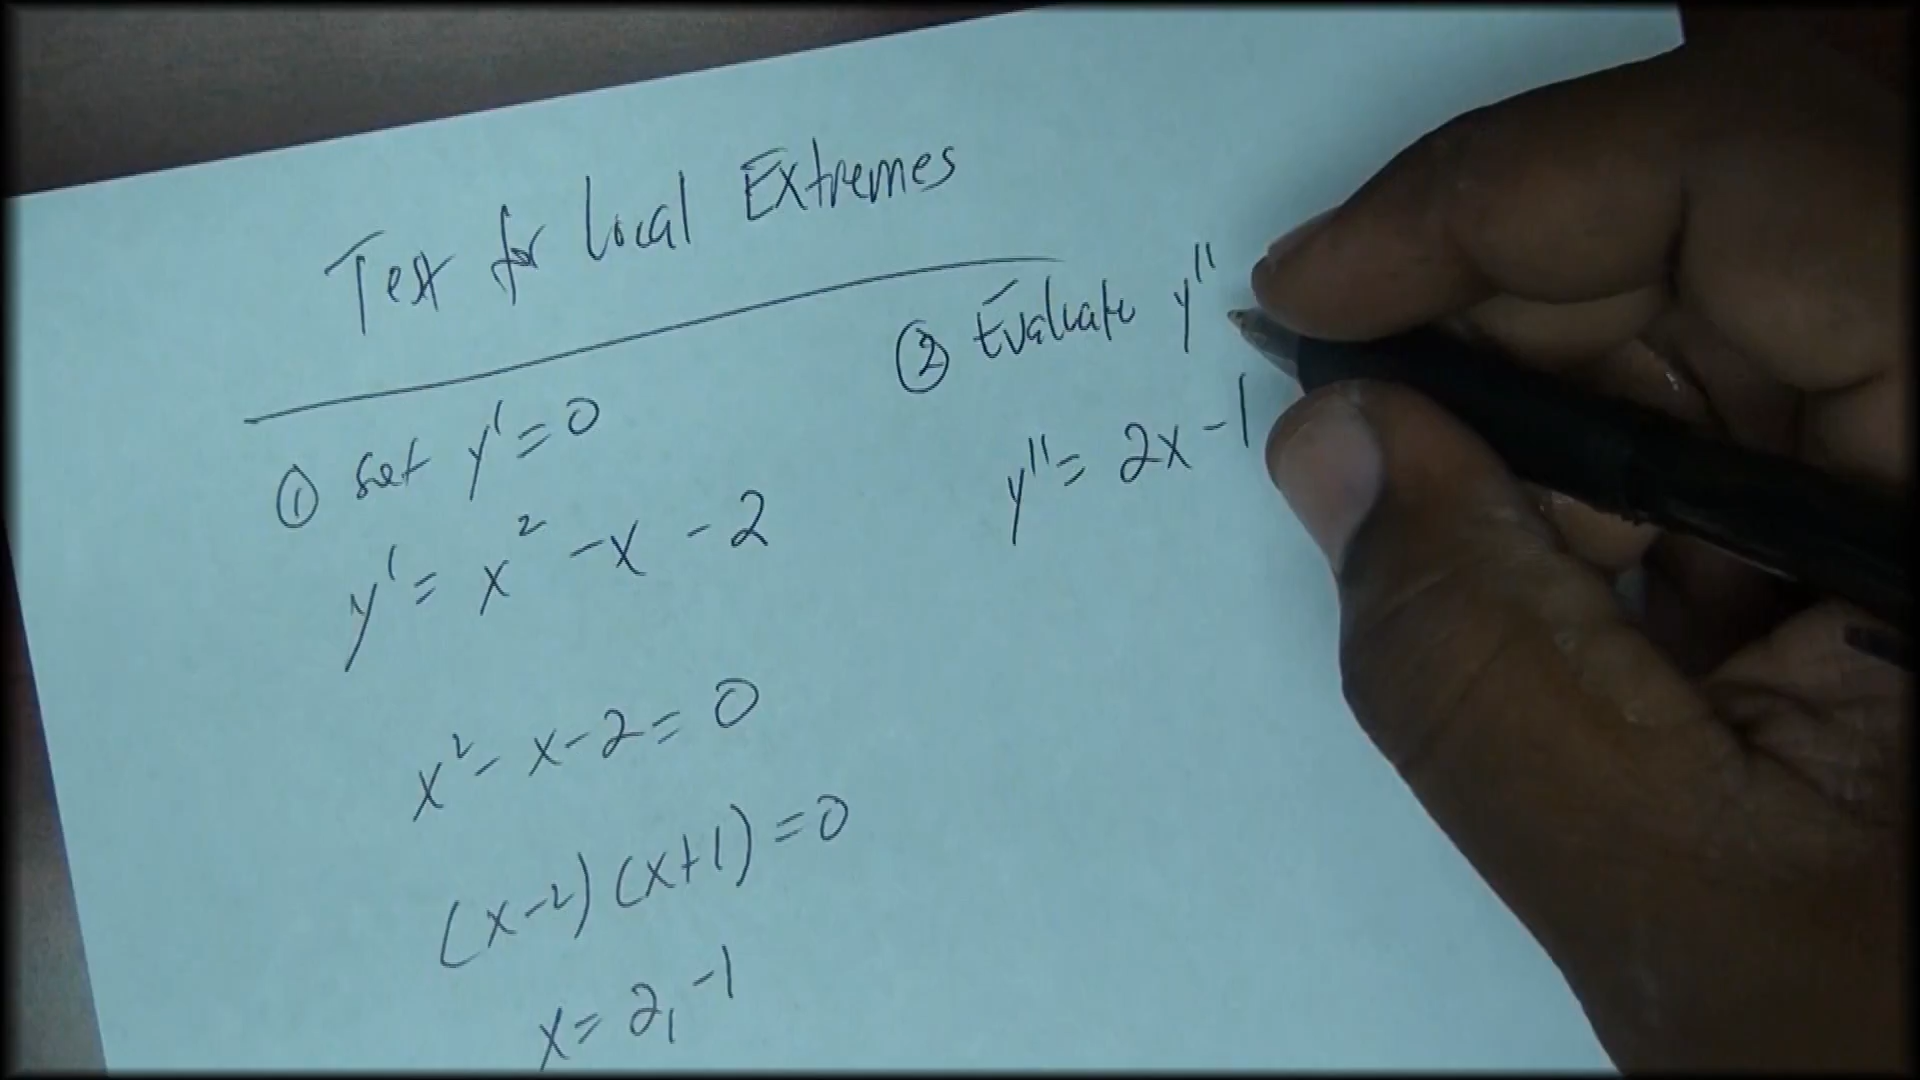 Test for Local Extremes
① Set y' = 0
y' = x² - x - 2
x² - x - 2 = 0
(x-2)(x+1) = 0
x = 2, -1
② Evaluate y''
y'' = 2x - 1